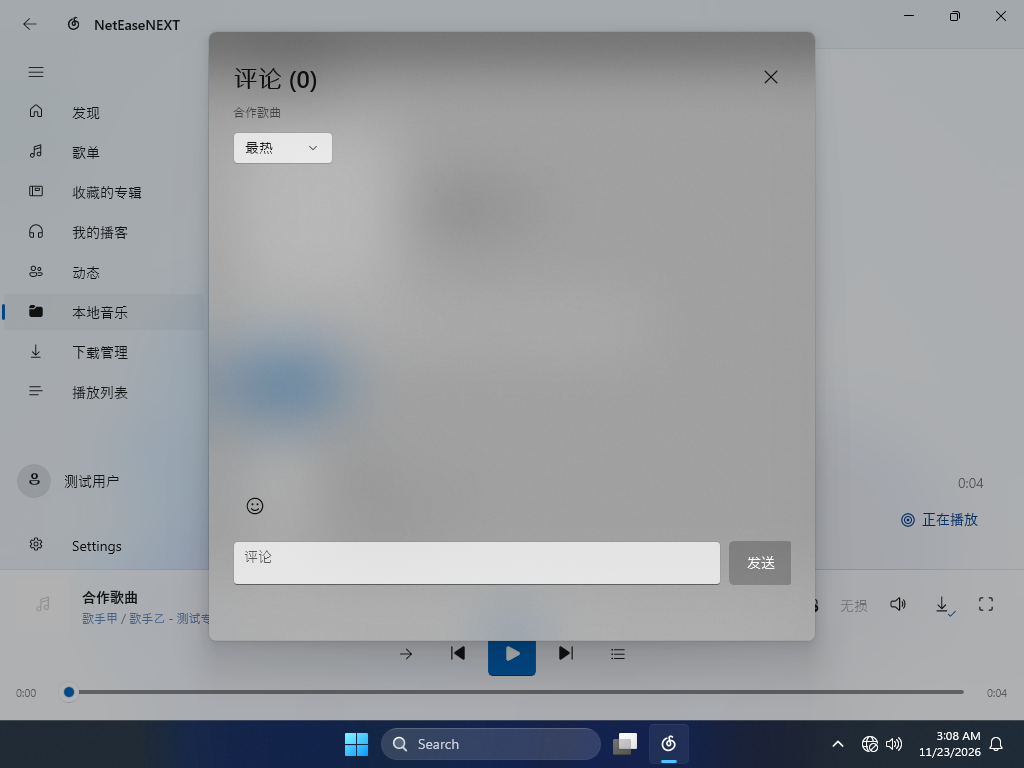 NetEaseNEXT
发现
歌单
收藏的专辑
我的播客
动态
本地音乐
下载管理
播放列表
测试用户
Settings
评论 (0)
合作歌曲
最热
评论
发送
0:04
正在播放
合作歌曲
歌手甲 / 歌手乙 - 测试专
无损
0:00
0:04
Search
3:08 AM
11/23/2026